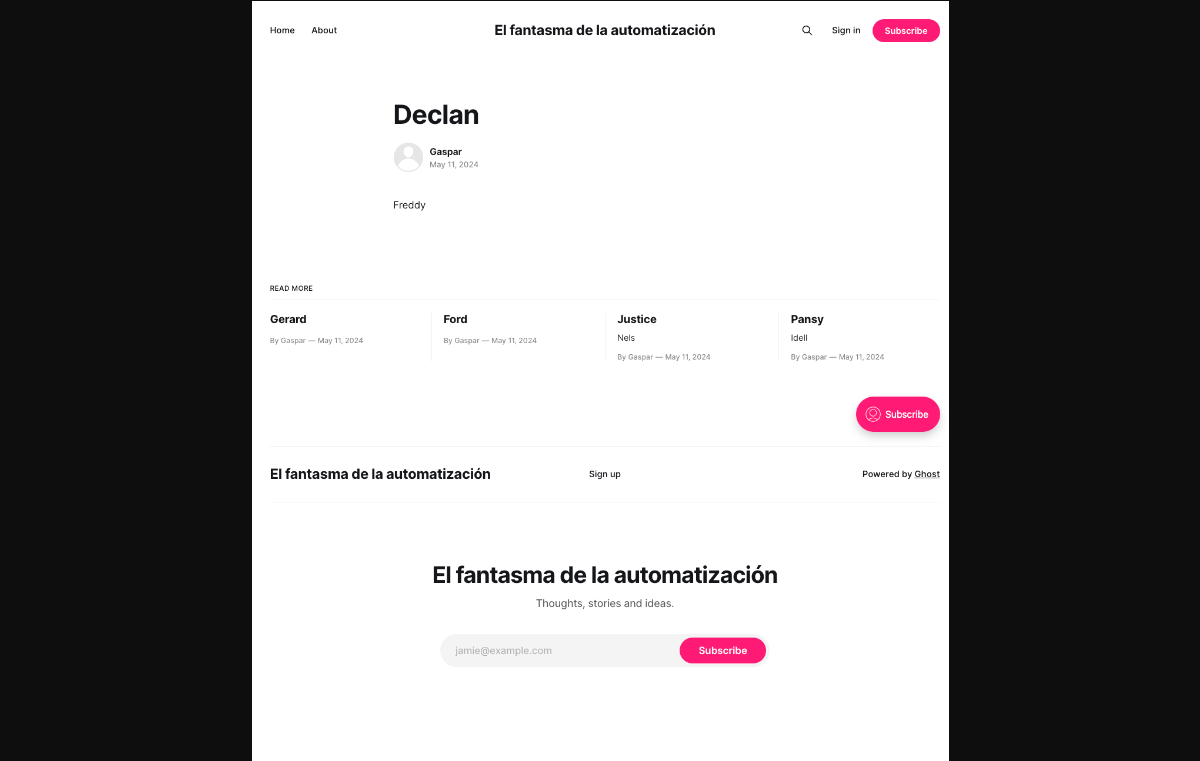 Home About El fantasma de la automatización Sign in Subscribe
Declan
Gaspar
May 11, 2024
Freddy
READ MORE
Gerard
By Gaspar — May 11, 2024
Ford
By Gaspar — May 11, 2024
Justice
Nels
By Gaspar — May 11, 2024
Pansy
Idell
By Gaspar — May 11, 2024
Subscribe
El fantasma de la automatización Sign up Powered by Ghost
El fantasma de la automatización
Thoughts, stories and ideas.
jamie@example.com Subscribe